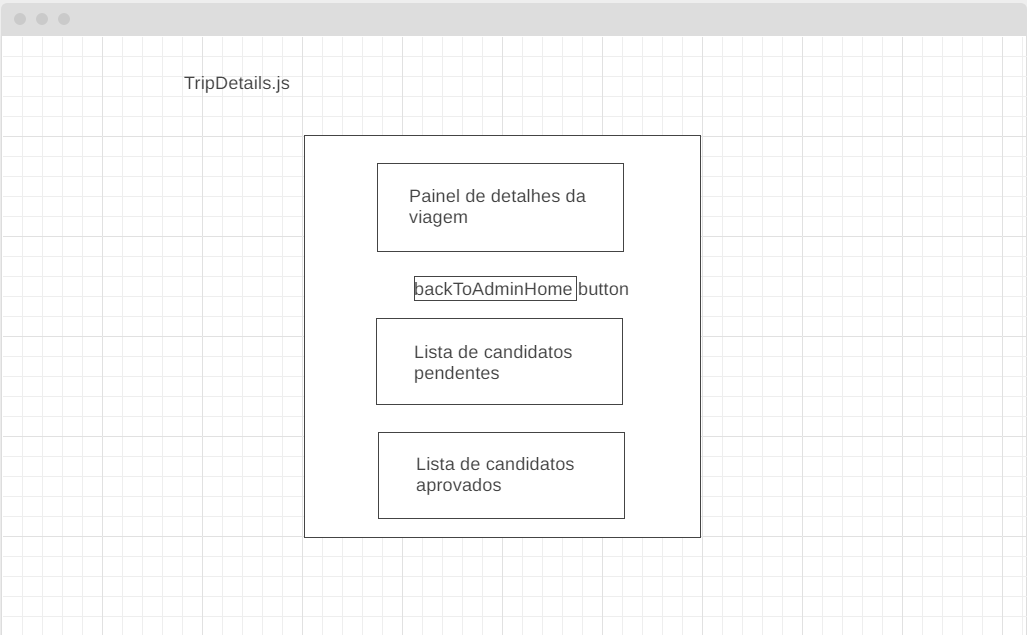 TripDetails.js
Painel de detalhes da
viagem
backToAdminHome button
Lista de candidatos
pendentes
Lista de candidatos
aprovados